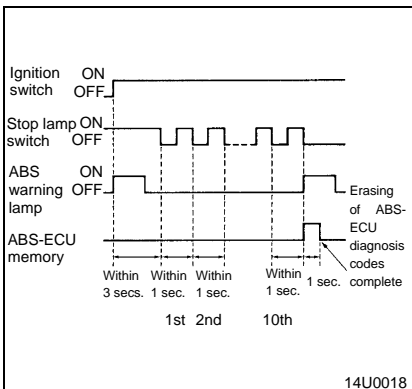 Ignition switch ON OFF
Stop lamp switch ON OFF
ABS warning lamp ON OFF
ABS-ECU memory
Erasing of ABS-ECU diagnosis codes complete
Within 3 secs.
Within 1 sec.
Within 1 sec.
Within 1 sec.
1 sec.
1st 2nd 10th
14U0018